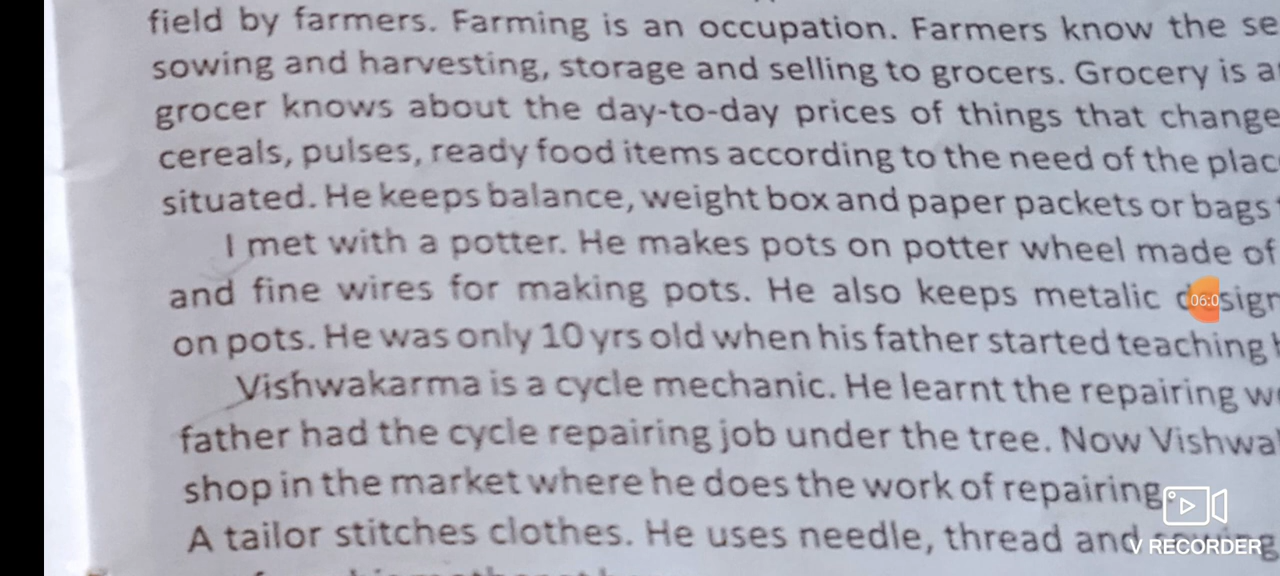 field by farmers. Farming is an occupation. Farmers know the se
sowing and harvesting, storage and selling to grocers. Grocery is a
grocer knows about the day-to-day prices of things that change
cereals, pulses, ready food items according to the need of the plac
situated. He keeps balance, weight box and paper packets or bags
I met with a potter. He makes pots on potter wheel made of
and fine wires for making pots. He also keeps metalic
on pots. He was only 10 yrs old when his father started teaching
Vishwakarma is a cycle mechanic. He learnt the repairing w
father had the cycle repairing job under the tree. Now Vishwa
shop in the market where he does the work of repairing.
A tailor stitches clothes. He uses needle, thread and
06:0
V RECORDER